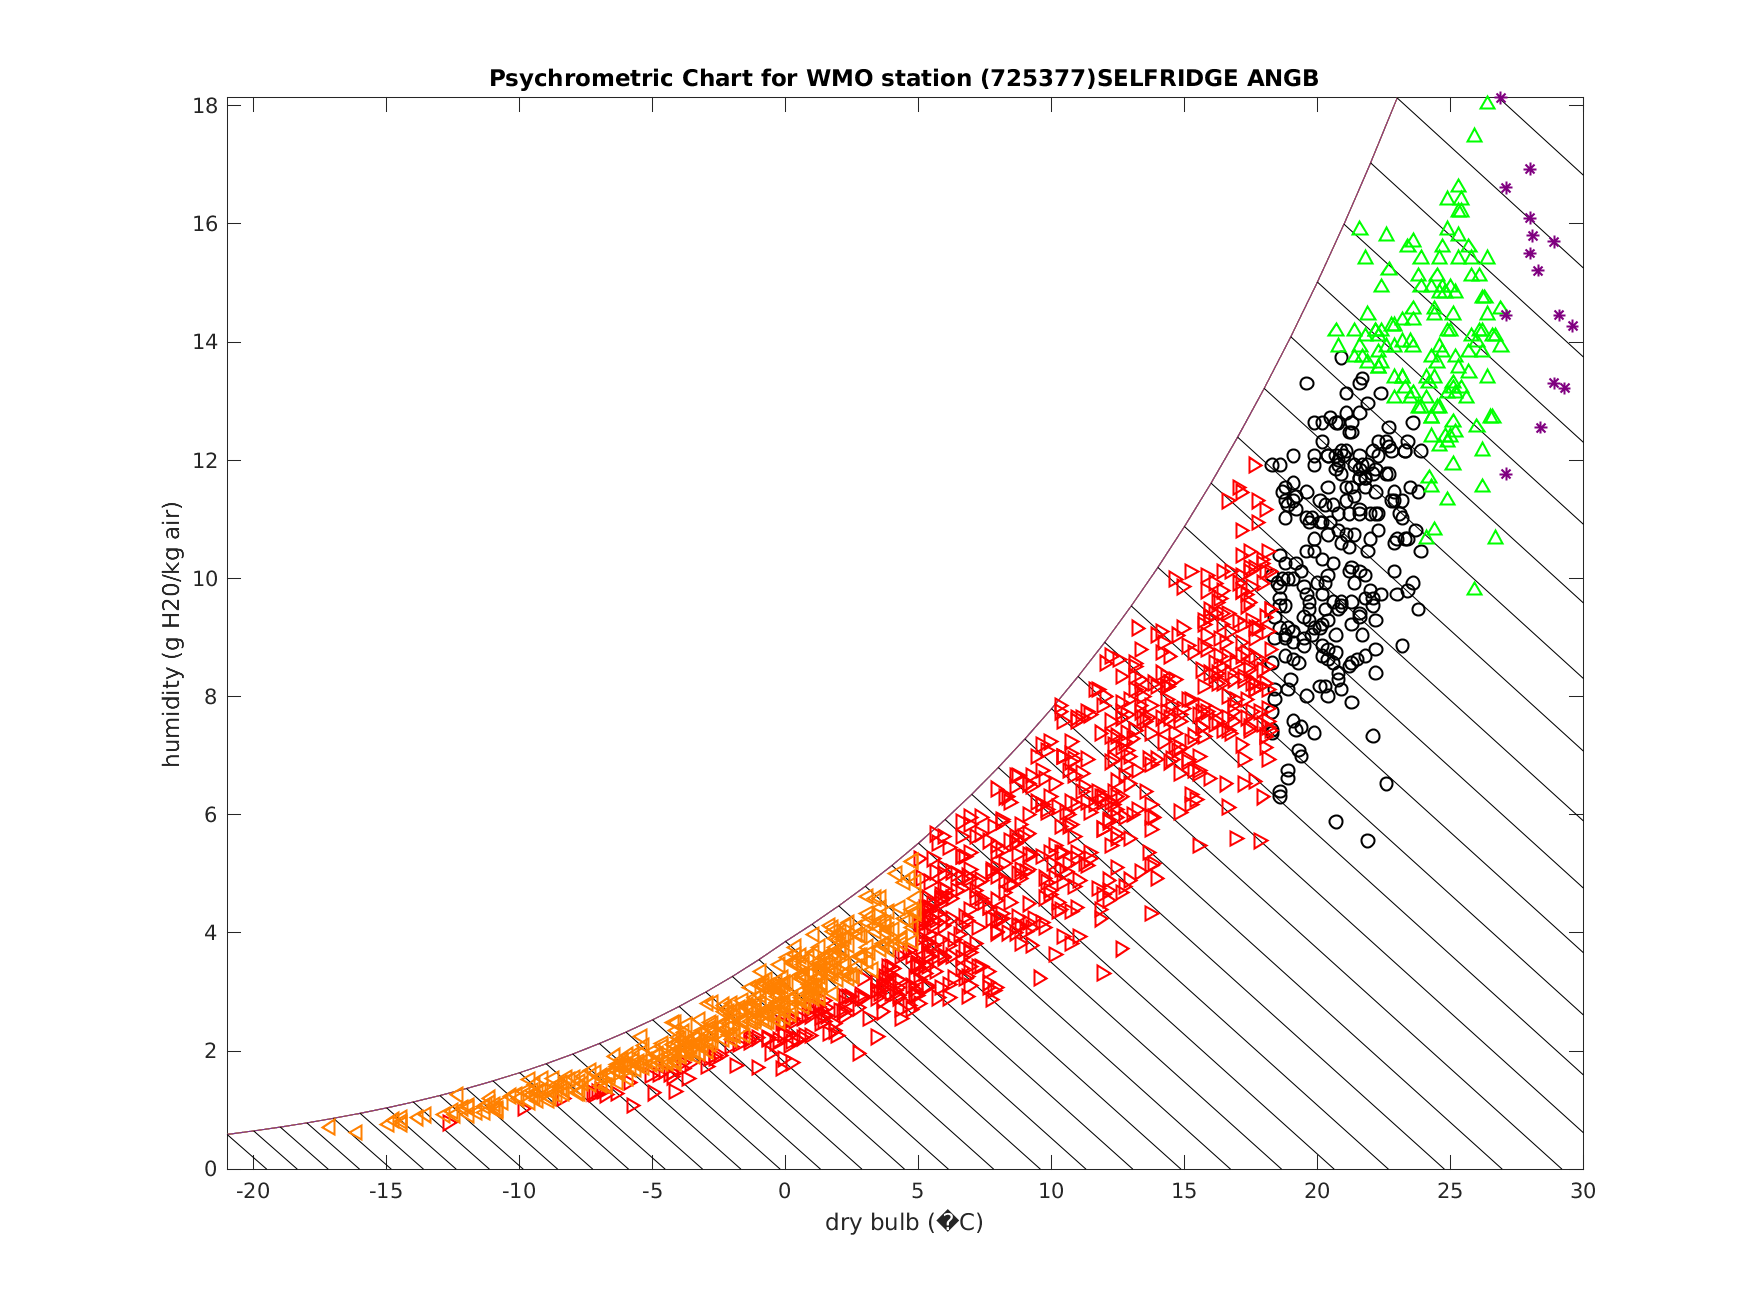 Psychrometric Chart for WMO station (725377)SELFRIDGE ANGB
18
16
14
12
10
8
6
4
2
0
humidity (g H20/kg air)
-20 -15 -10 -5 0 5 10 15 20 25 30
dry bulb (�C)